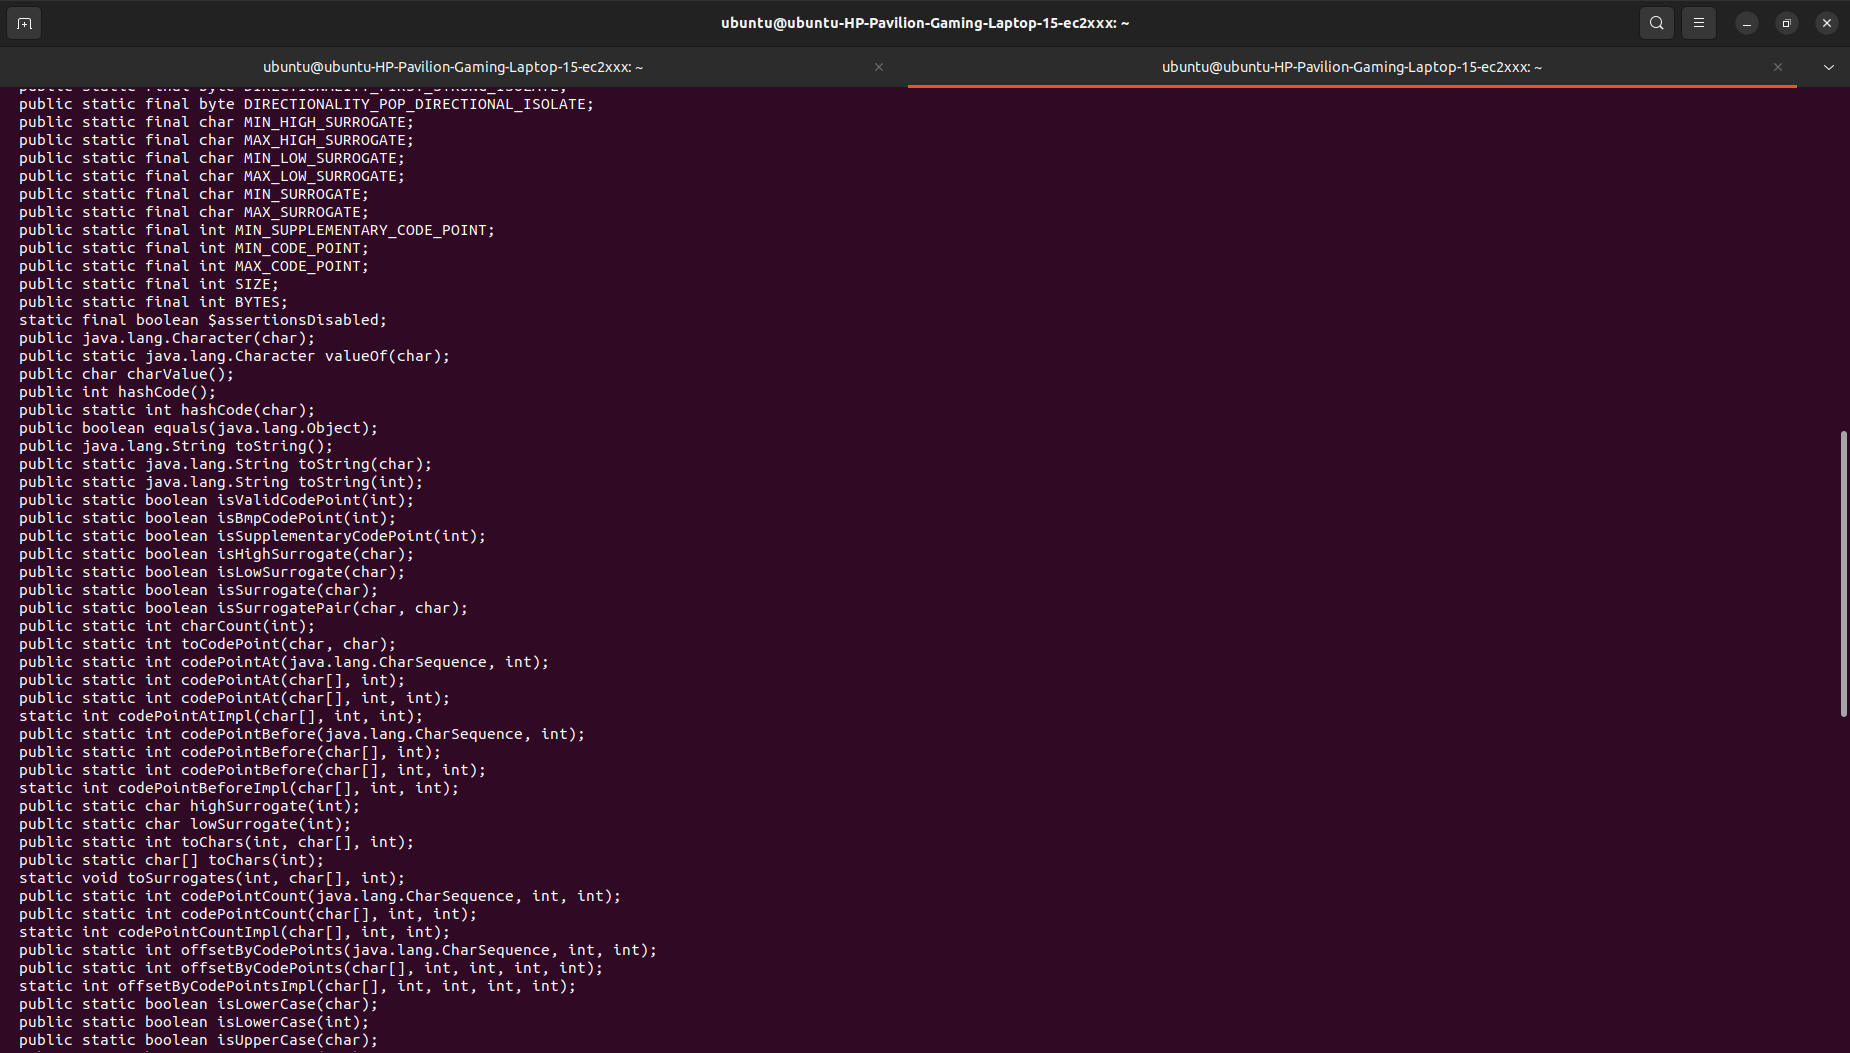 ubuntu@ubuntu-HP-Pavilion-Gaming-Laptop-15-ec2xxx: ~
ubuntu@ubuntu-HP-Pavilion-Gaming-Laptop-15-ec2xxx: ~
ubuntu@ubuntu-HP-Pavilion-Gaming-Laptop-15-ec2xxx: ~
public static final byte DIRECTIONALITY_FIRST_STRONG_ISOLATE;
public static final byte DIRECTIONALITY_POP_DIRECTIONAL_ISOLATE;
public static final char MIN_HIGH_SURROGATE;
public static final char MAX_HIGH_SURROGATE;
public static final char MIN_LOW_SURROGATE;
public static final char MAX_LOW_SURROGATE;
public static final char MIN_SURROGATE;
public static final char MAX_SURROGATE;
public static final int MIN_SUPPLEMENTARY_CODE_POINT;
public static final int MIN_CODE_POINT;
public static final int MAX_CODE_POINT;
public static final int SIZE;
public static final int BYTES;
static final boolean $assertionsDisabled;
public java.lang.Character(char);
public static java.lang.Character valueOf(char);
public char charValue();
public int hashCode();
public static int hashCode(char);
public boolean equals(java.lang.Object);
public java.lang.String toString();
public static java.lang.String toString(char);
public static java.lang.String toString(int);
public static boolean isValidCodePoint(int);
public static boolean isBmpCodePoint(int);
public static boolean isSupplementaryCodePoint(int);
public static boolean isHighSurrogate(char);
public static boolean isLowSurrogate(char);
public static boolean isSurrogate(char);
public static boolean isSurrogatePair(char, char);
public static int charCount(int);
public static int toCodePoint(char, char);
public static int codePointAt(java.lang.CharSequence, int);
public static int codePointAt(char[], int);
public static int codePointAt(char[], int, int);
static int codePointAtImpl(char[], int, int);
public static int codePointBefore(java.lang.CharSequence, int);
public static int codePointBefore(char[], int);
public static int codePointBefore(char[], int, int);
static int codePointBeforeImpl(char[], int, int);
public static char highSurrogate(int);
public static char lowSurrogate(int);
public static int toChars(int, char[], int);
public static char[] toChars(int);
static void toSurrogates(int, char[], int);
public static int codePointCount(java.lang.CharSequence, int, int);
public static int codePointCount(char[], int, int);
static int codePointCountImpl(char[], int, int);
public static int offsetByCodePoints(java.lang.CharSequence, int, int);
public static int offsetByCodePoints(char[], int, int, int, int);
static int offsetByCodePointsImpl(char[], int, int, int, int);
public static boolean isLowerCase(char);
public static boolean isLowerCase(int);
public static boolean isUpperCase(char);